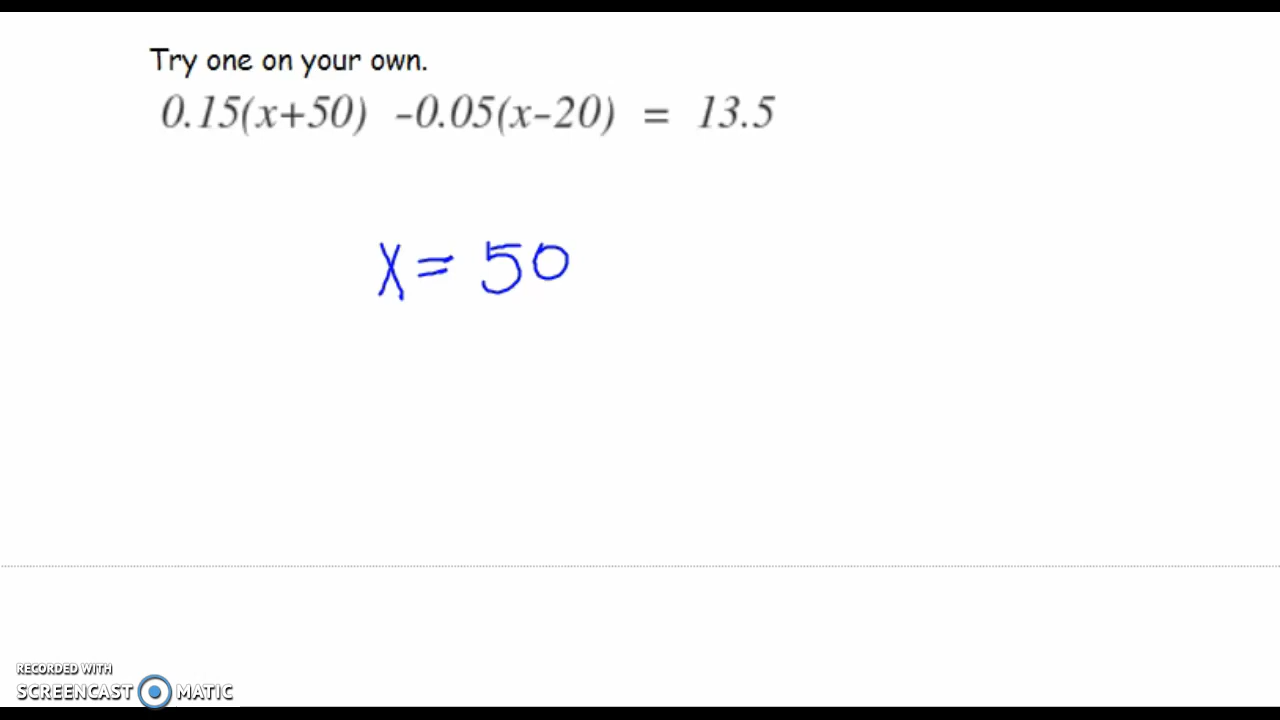 Try one on your own.
0.15(x+50) -0.05(x-20) = 13.5
x = 50
RECORDED WITH
SCREENCAST MATIC